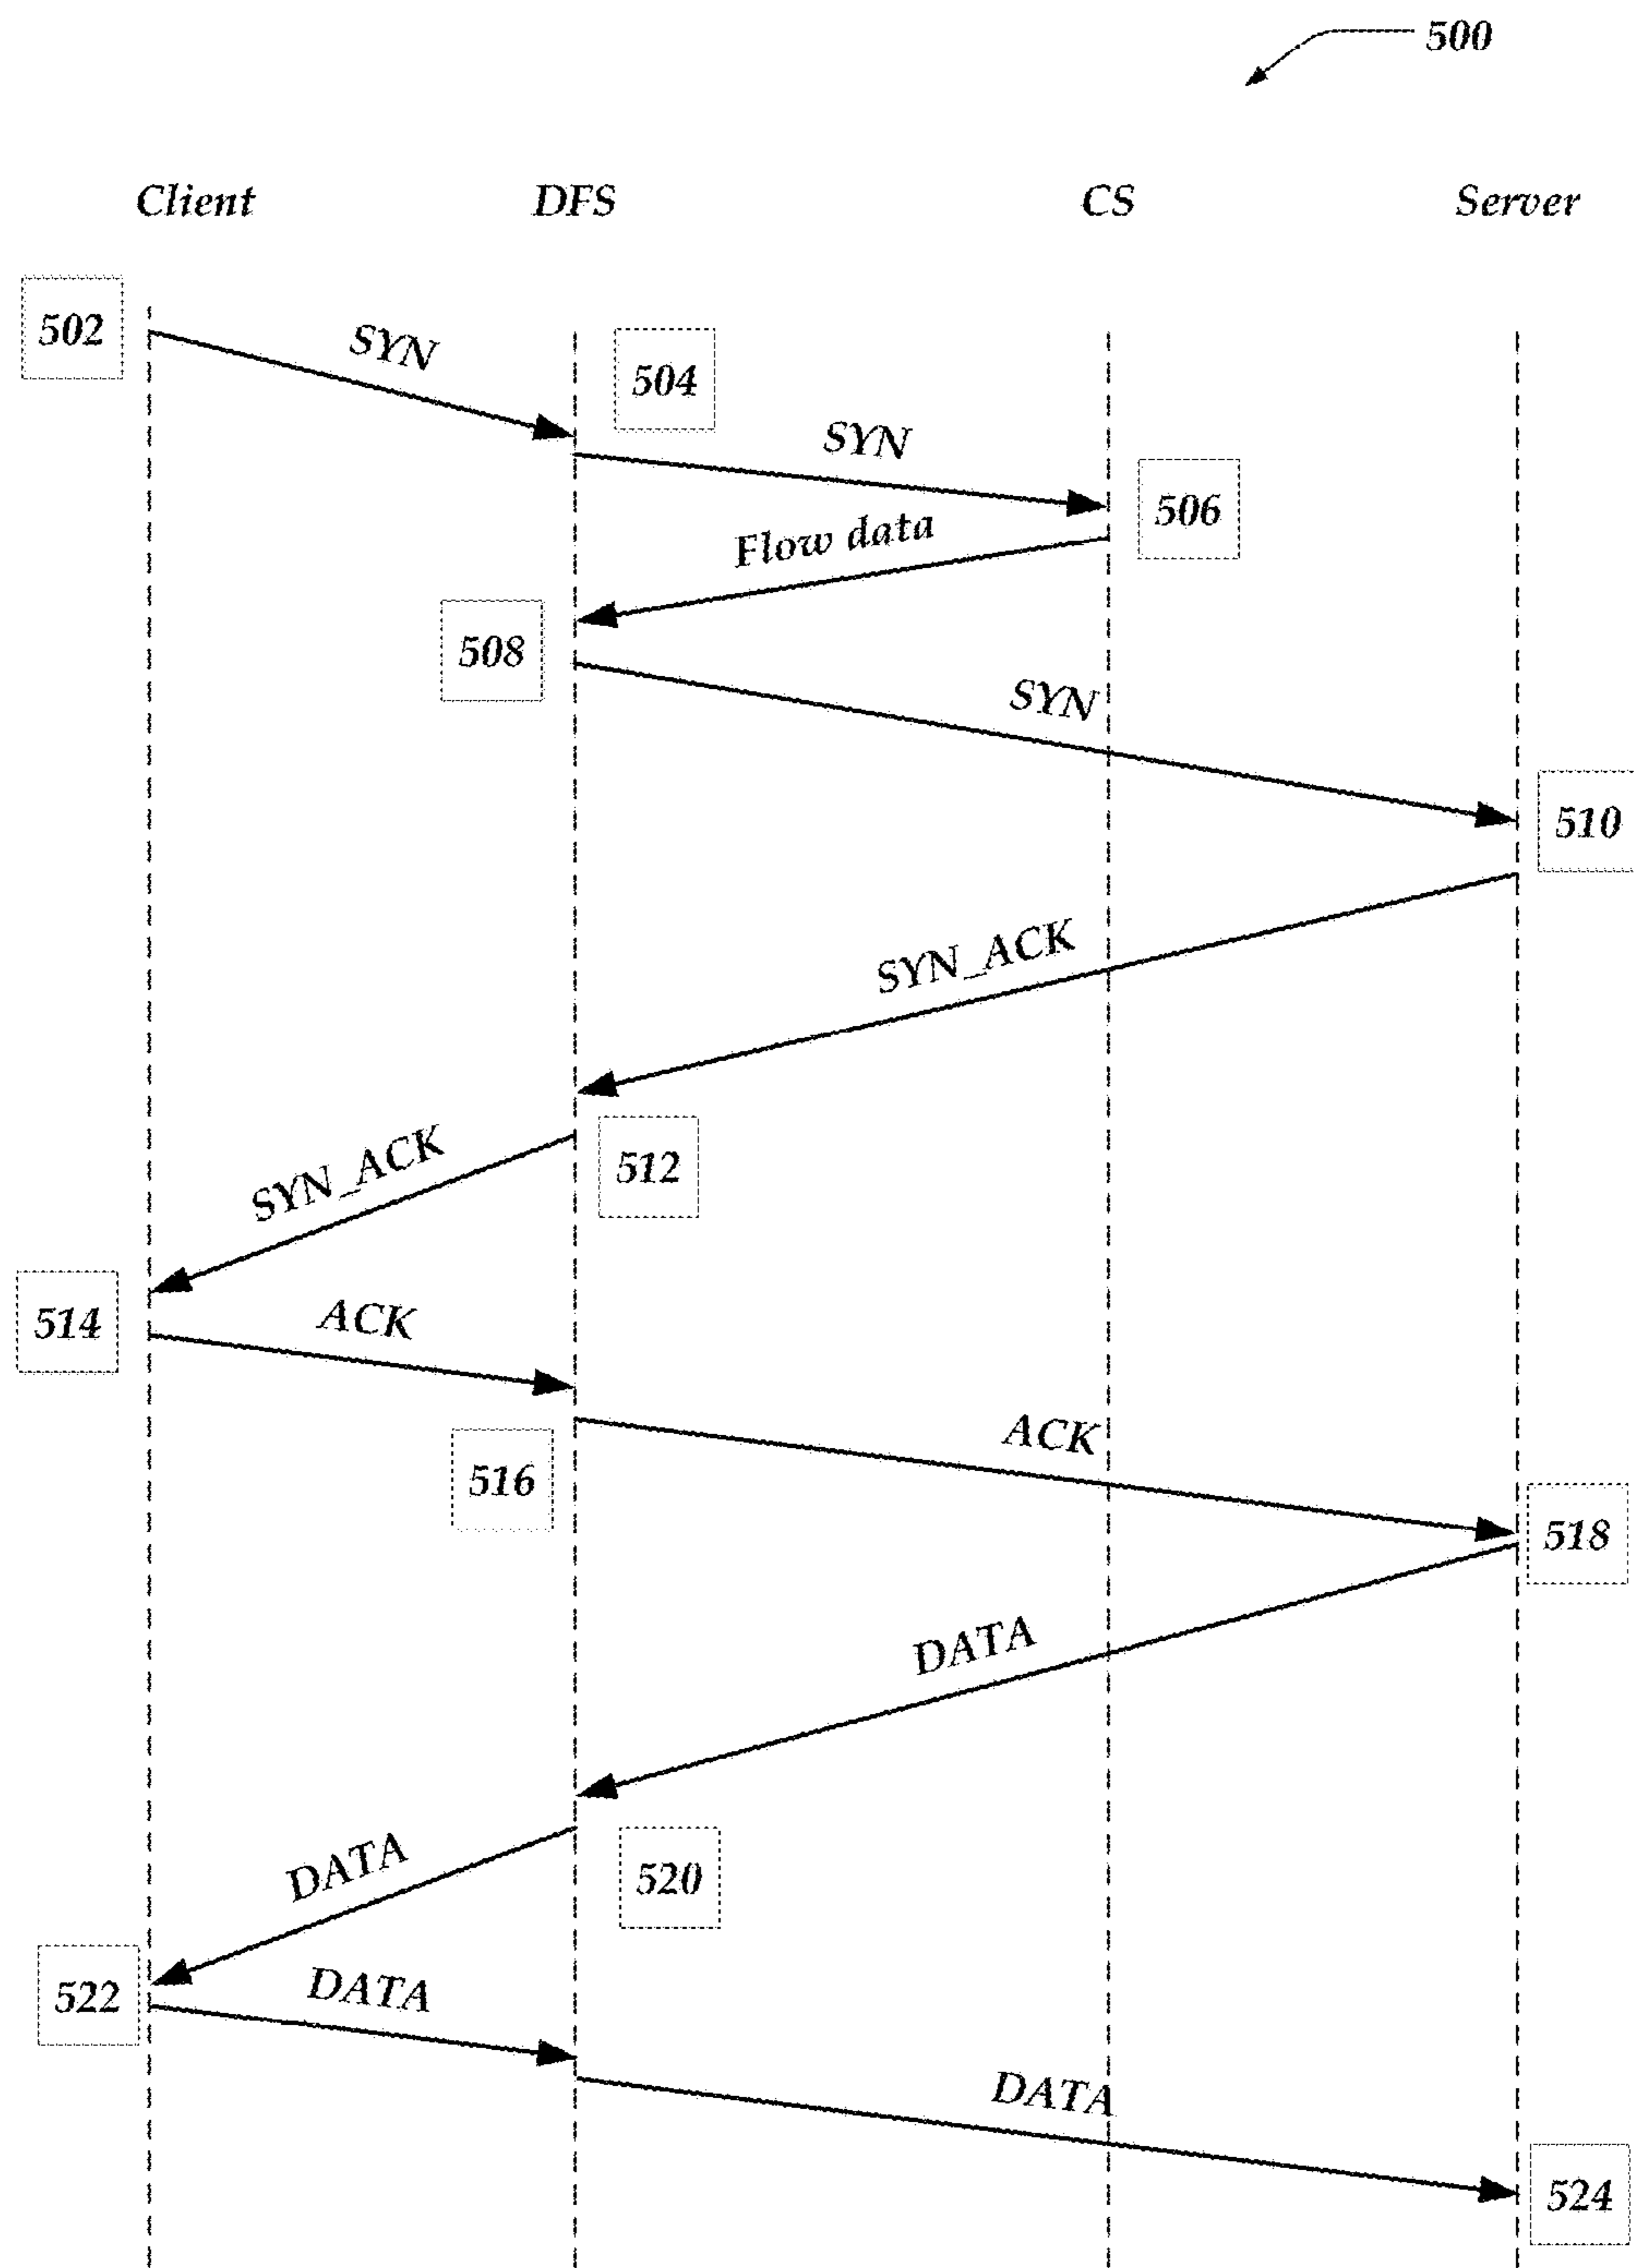 500
Client DFS CS Server
502
SYN
504
SYN
506
Flow data
508
SYN
510
SYN_ACK
512
SYN_ACK
514
ACK
516
ACK
518
DATA
520
DATA
522
DATA
DATA
524